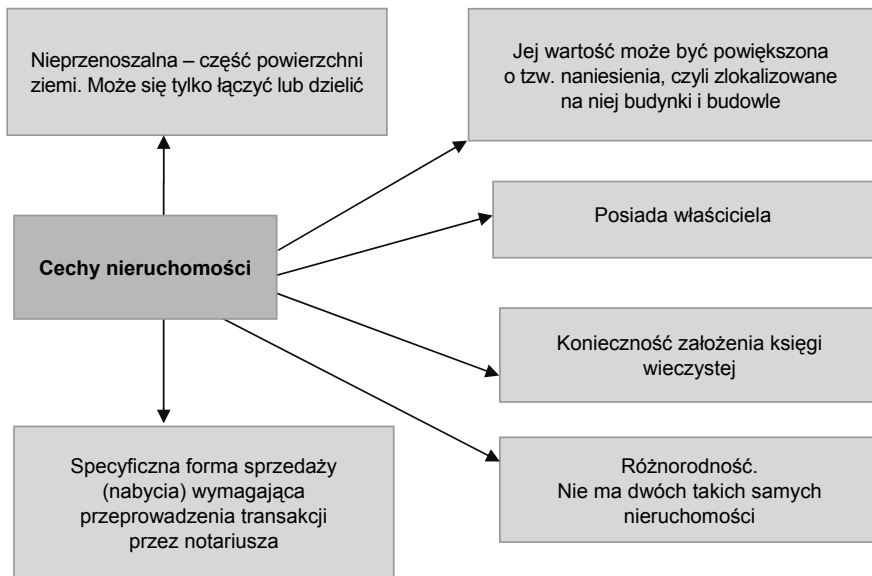 Nieprzenoszalna – część powierzchni
ziemi. Może się tylko łączyć lub dzielić
Jej wartość może być powiększona
o tzw. naniesienia, czyli zlokalizowane
na niej budynki i budowle
Cechy nieruchomości
Posiada właściciela
Konieczność założenia księgi
wieczystej
Specyficzna forma sprzedaży
(nabycia) wymagająca
przeprowadzenia transakcji
przez notariusza
Różnorodność.
Nie ma dwóch takich samych
nieruchomości